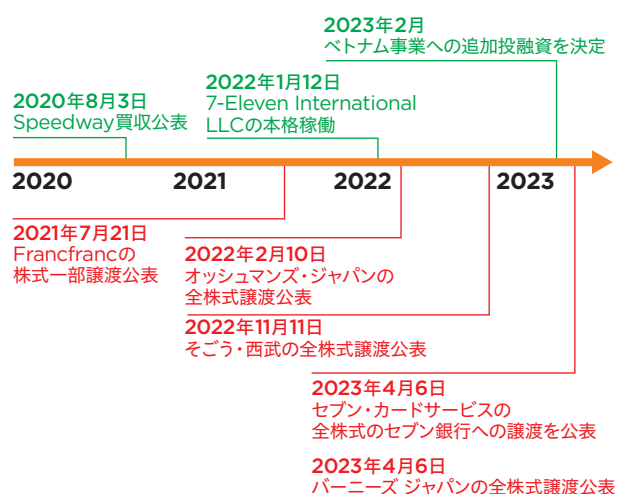 2023年2月
ベトナム事業への追加投融資を決定
2022年1月12日
7-Eleven International
LLCの本格稼働
2020年8月3日
Speedway買収公表
2020
2021
2022
2023
2021年7月21日
Francfrancの
株式一部譲渡公表
2022年2月10日
オッシュマンズ・ジャパンの
全株式譲渡公表
2022年11月11日
そごう・西武の全株式譲渡公表
2023年4月6日
セブン・カードサービスの
全株式のセブン銀行への譲渡を公表
2023年4月6日
バーニーズ ジャパンの全株式譲渡公表